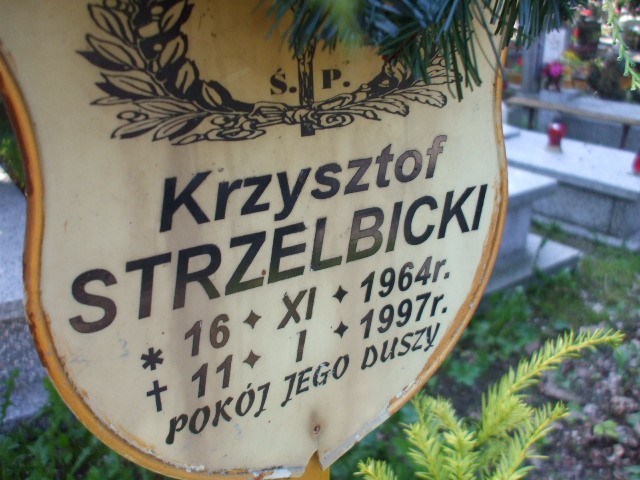 Ś. P.
Krzysztof
STRZELBICKI
* 16 ✦ XI ✦ 1964r.
† 11 ✦ I ✦ 1997r.
POKÓJ JEGO DUSZY